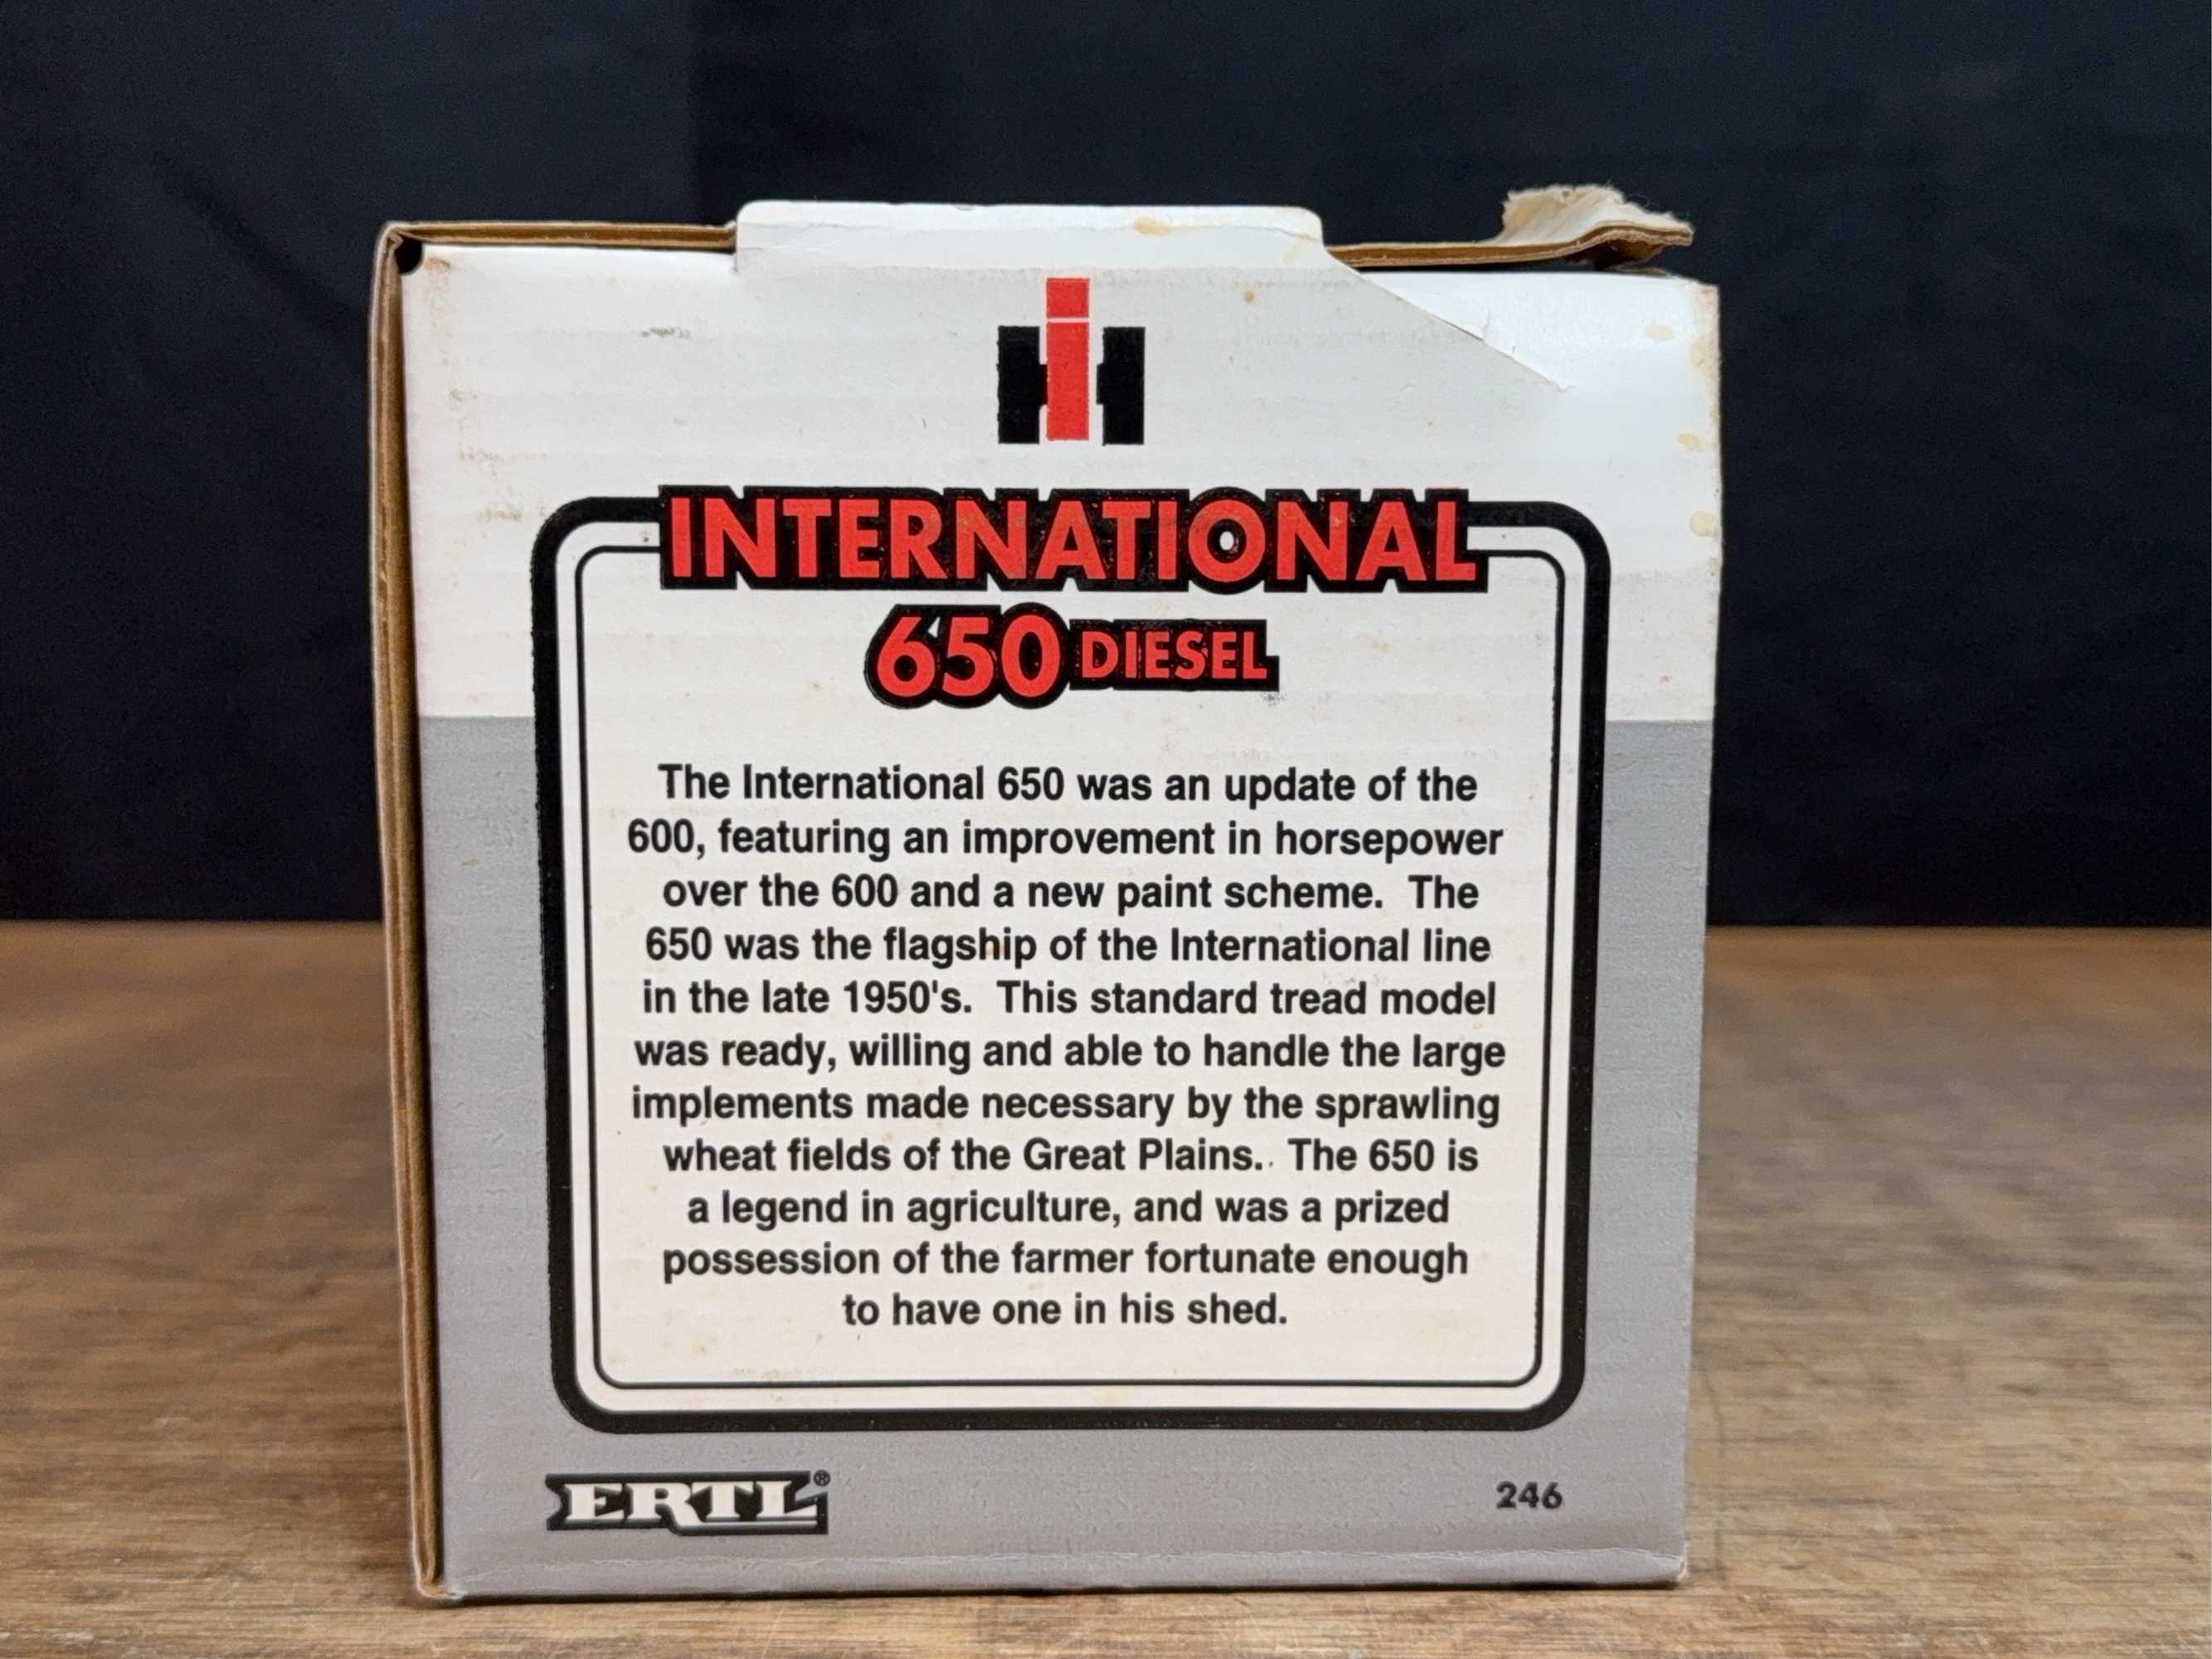 IH
INTERNATIONAL
650 DIESEL
The International 650 was an update of the
600, featuring an improvement in horsepower
over the 600 and a new paint scheme.  The
650 was the flagship of the International line
in the late 1950's.  This standard tread model
was ready, willing and able to handle the large
implements made necessary by the sprawling
wheat fields of the Great Plains.  The 650 is
a legend in agriculture, and was a prized
possession of the farmer fortunate enough
to have one in his shed.
ERTL®
246